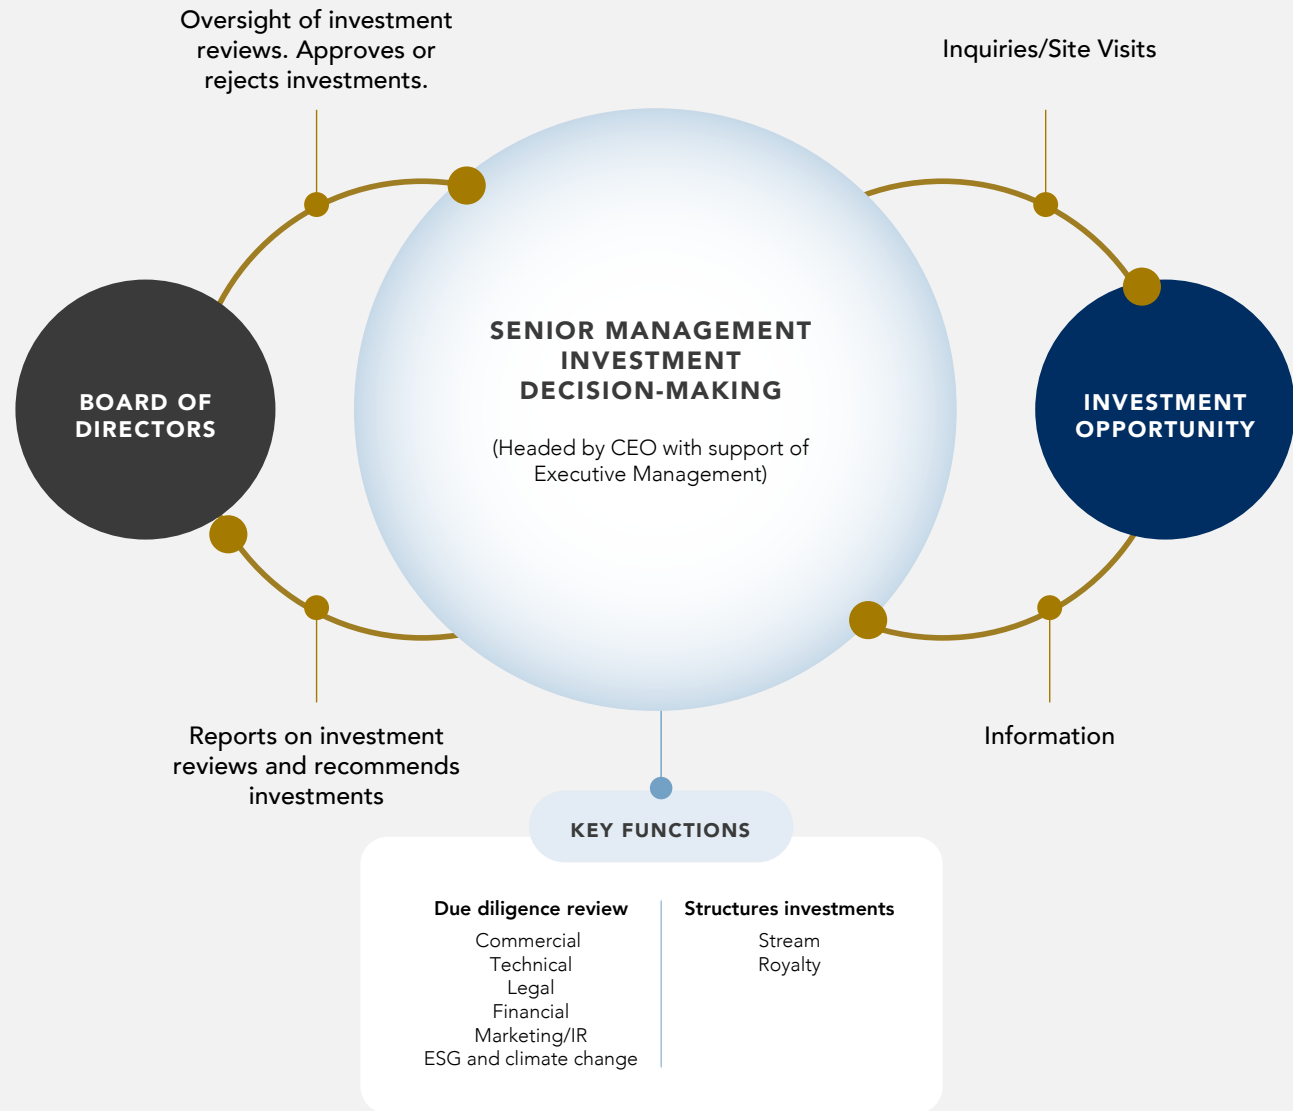 Oversight of investment
reviews. Approves or
rejects investments.
Inquiries/Site Visits
BOARD OF
DIRECTORS
SENIOR MANAGEMENT
INVESTMENT
DECISION-MAKING
(Headed by CEO with support of
Executive Management)
INVESTMENT
OPPORTUNITY
Reports on investment
reviews and recommends
investments
Information
KEY FUNCTIONS
Due diligence review
Commercial
Technical
Legal
Financial
Marketing/IR
ESG and climate change
Structures investments
Stream
Royalty